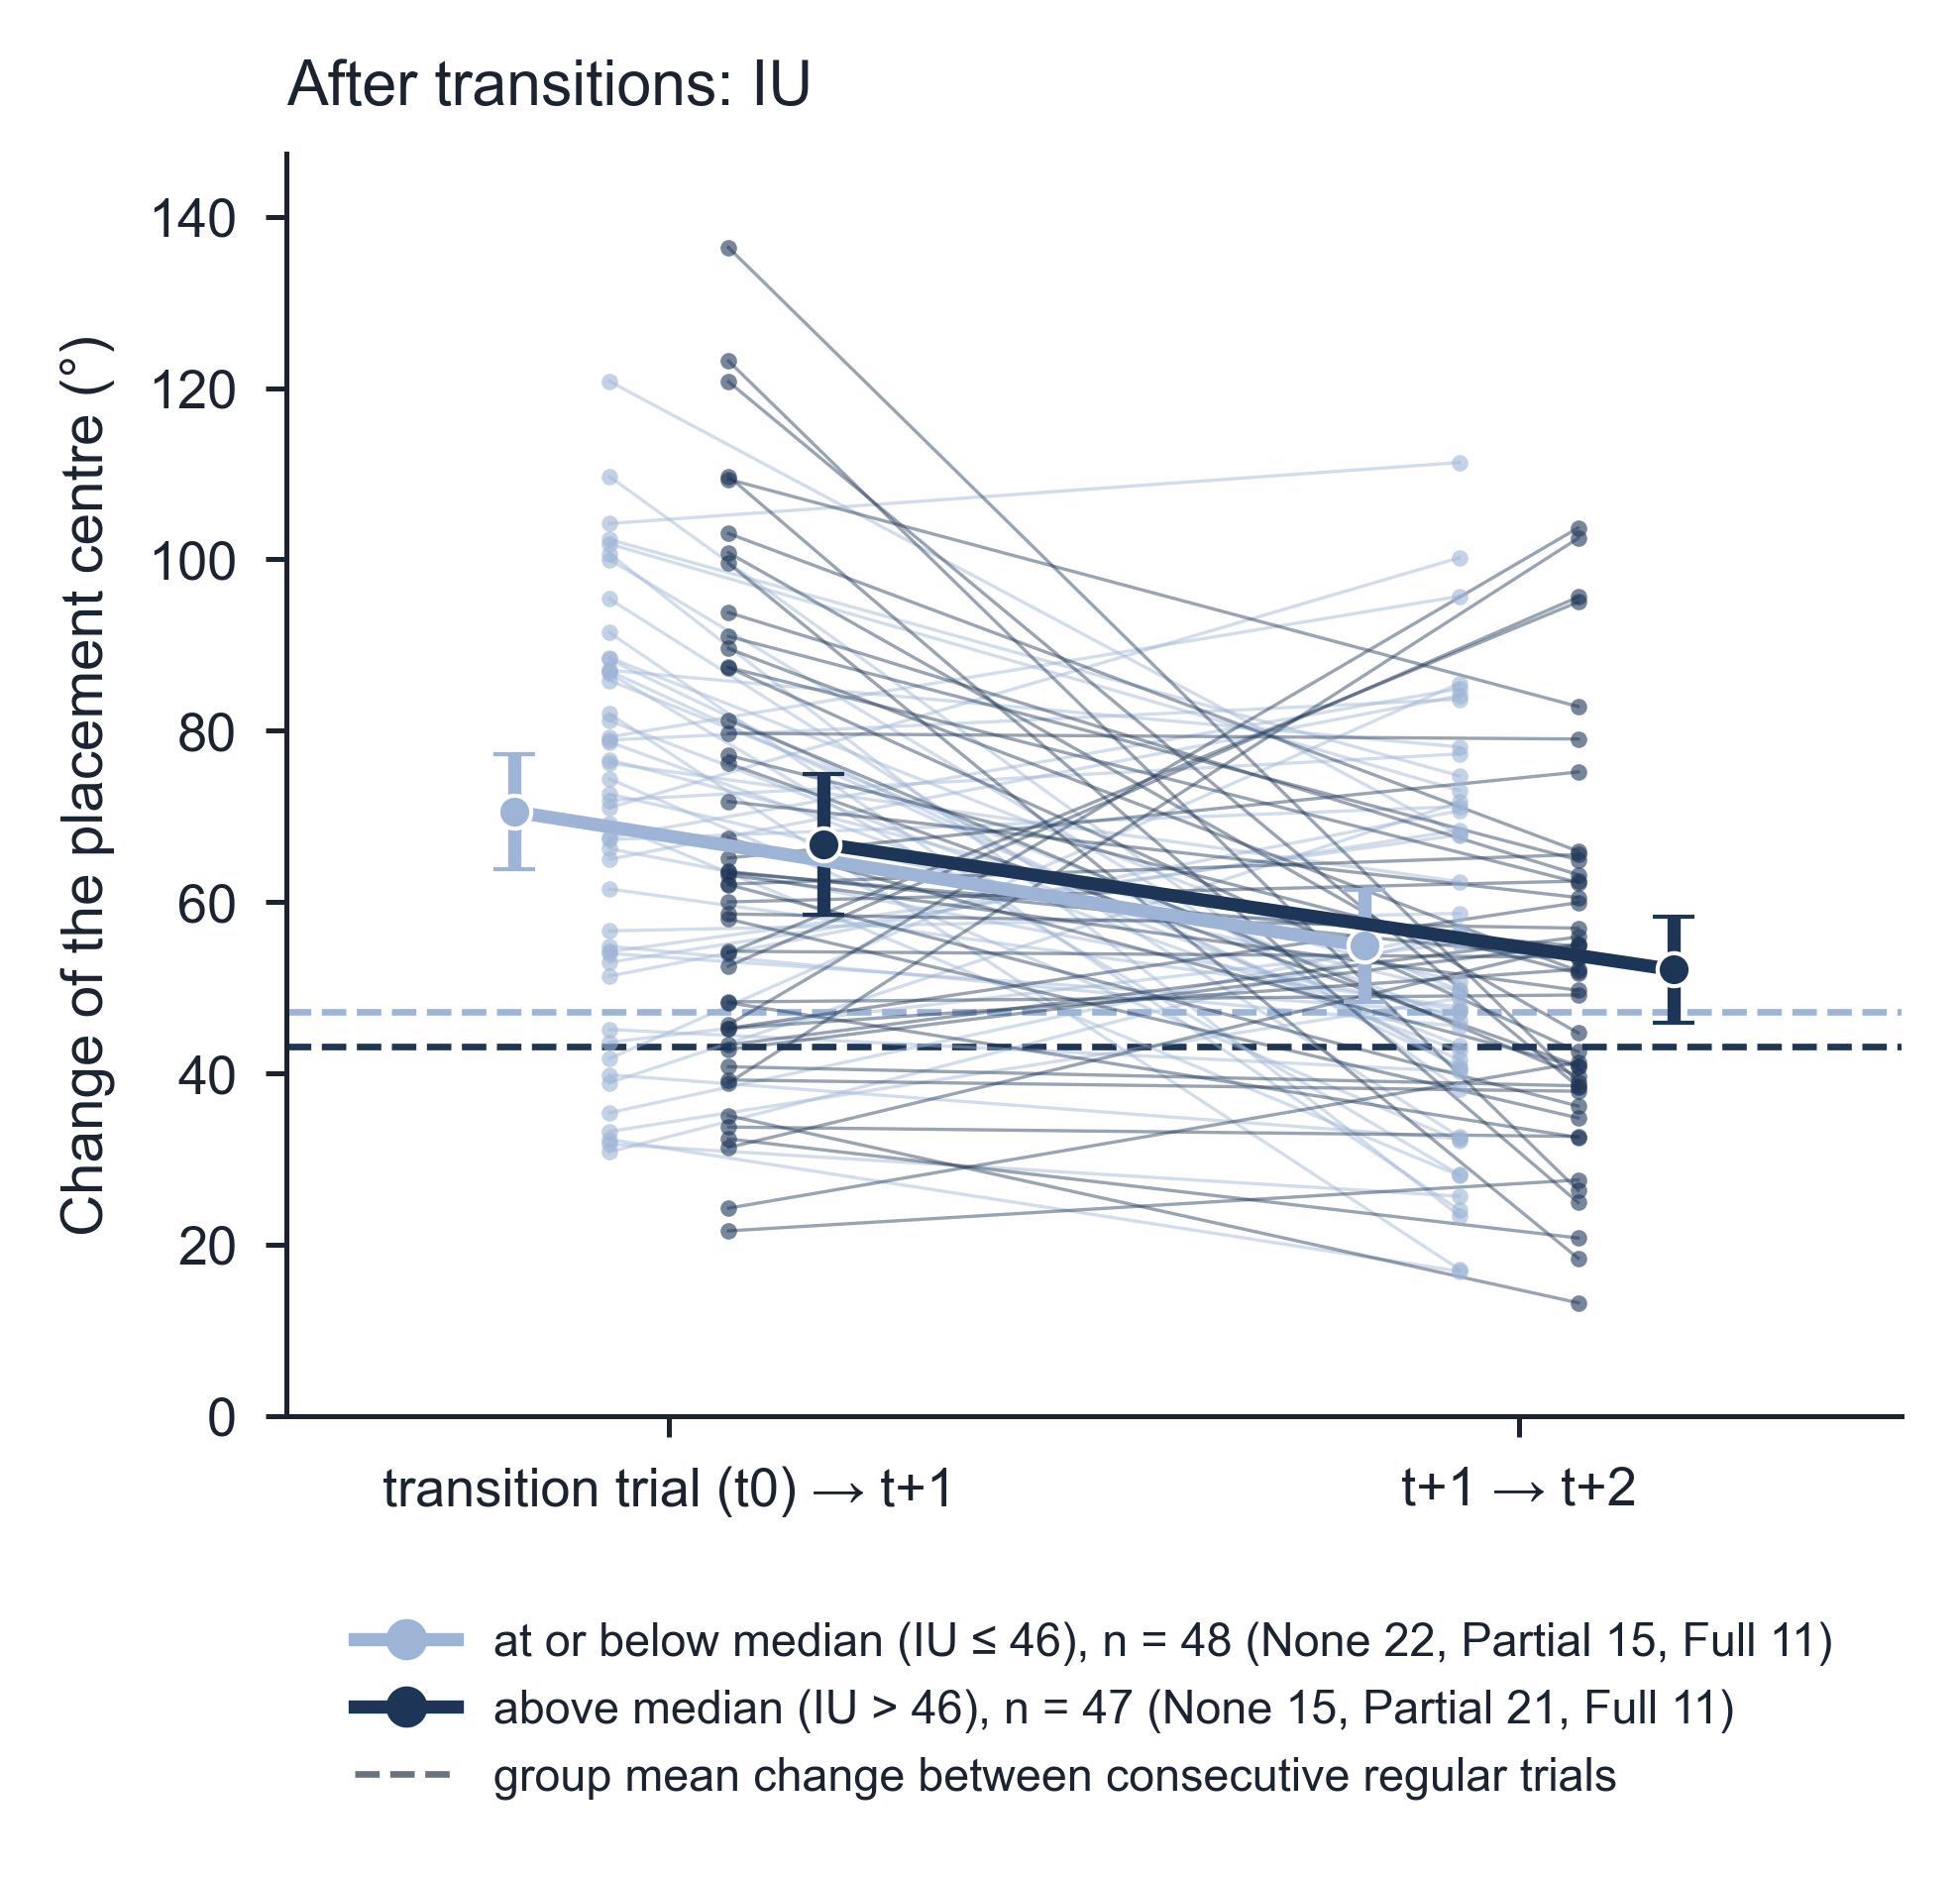 After transitions: IU
Change of the placement centre (°)
140
120
100
80
60
40
20
0
transition trial (t0) → t+1
t+1 → t+2
at or below median (IU ≤ 46), n = 48 (None 22, Partial 15, Full 11)
above median (IU > 46), n = 47 (None 15, Partial 21, Full 11)
group mean change between consecutive regular trials